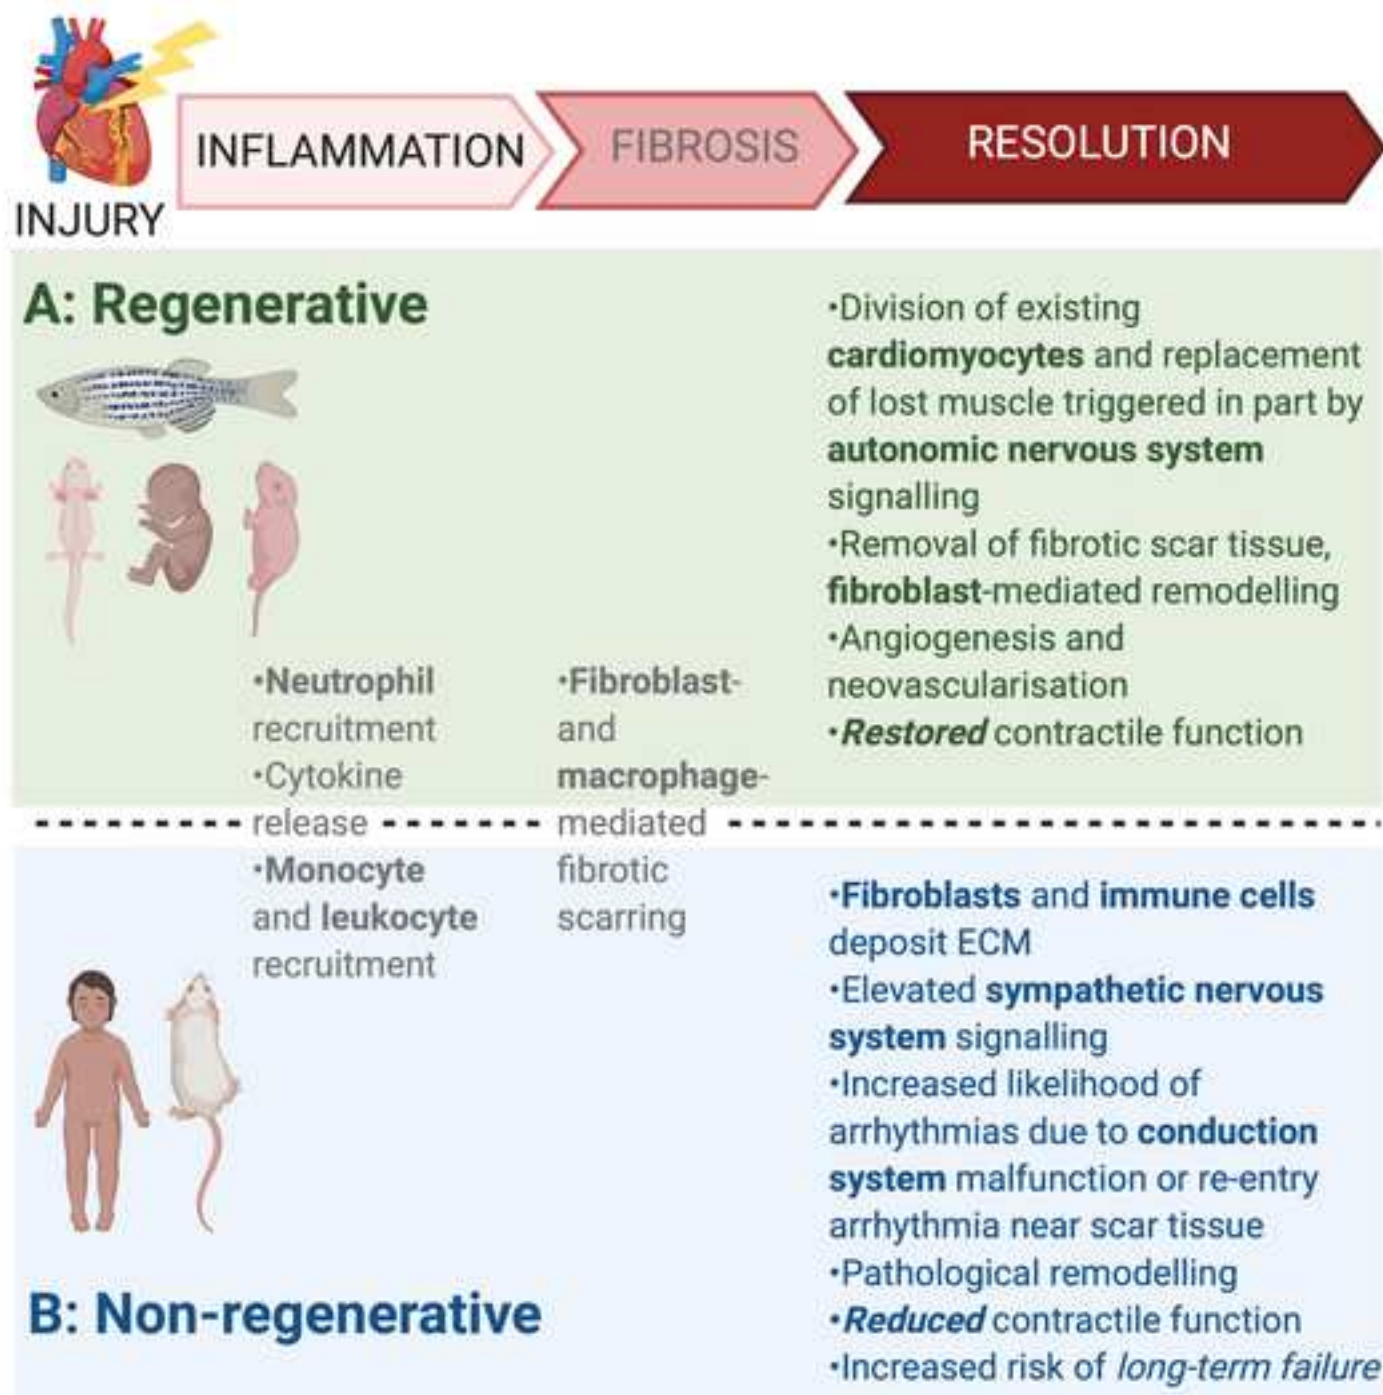 INJURY
INFLAMMATION
FIBROSIS
RESOLUTION
A: Regenerative
•Division of existing
cardiomyocytes and replacement
of lost muscle triggered in part by
autonomic nervous system
signalling
•Removal of fibrotic scar tissue,
fibroblast-mediated remodelling
•Angiogenesis and
neovascularisation
•Restored contractile function
•Neutrophil
recruitment
•Cytokine
release
•Monocyte
and leukocyte
recruitment
•Fibroblast-
and
macrophage-
mediated
fibrotic
scarring
•Fibroblasts and immune cells
deposit ECM
•Elevated sympathetic nervous
system signalling
•Increased likelihood of
arrhythmias due to conduction
system malfunction or re-entry
arrhythmia near scar tissue
•Pathological remodelling
•Reduced contractile function
•Increased risk of long-term failure
B: Non-regenerative